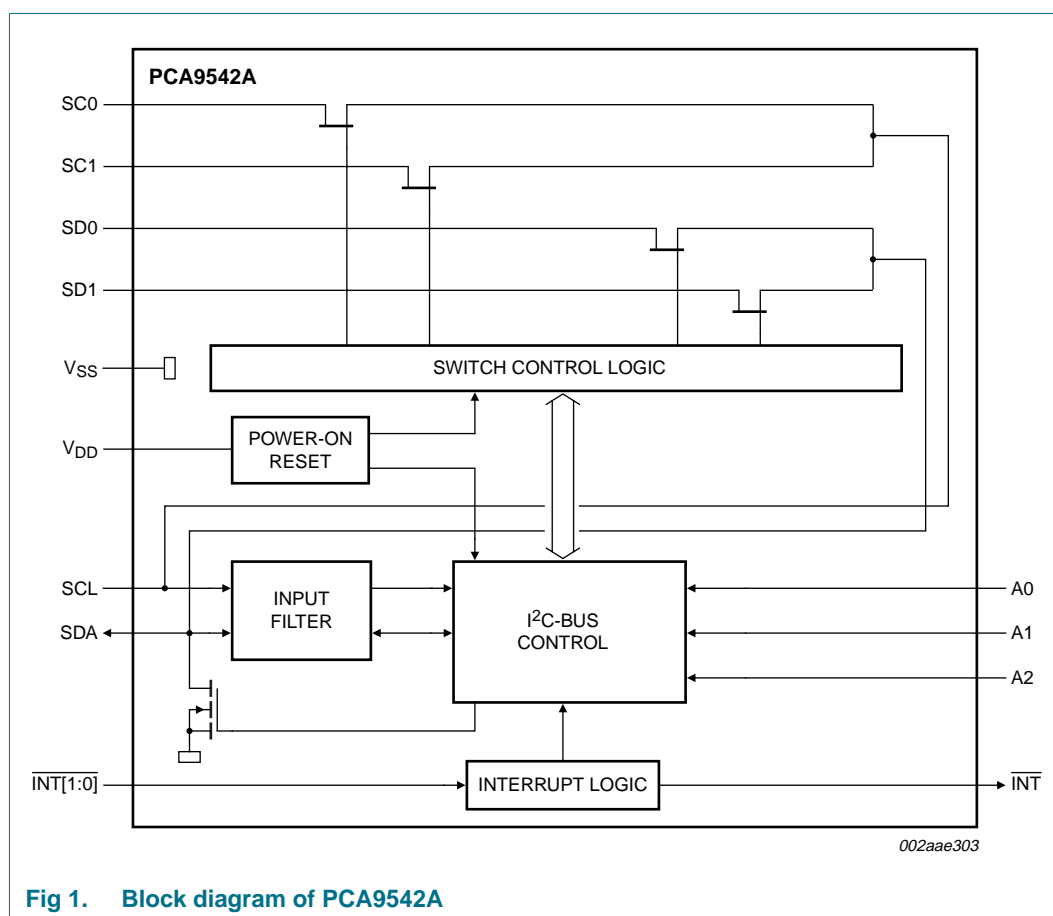 PCA9542A
SC0
SC1
SD0
SD1
VSS
SWITCH CONTROL LOGIC
VDD
POWER-ON
RESET
SCL
SDA
INPUT
FILTER
I²C-BUS
CONTROL
A0
A1
A2
INT[1:0]
INTERRUPT LOGIC
INT
002aae303
Fig 1. Block diagram of PCA9542A